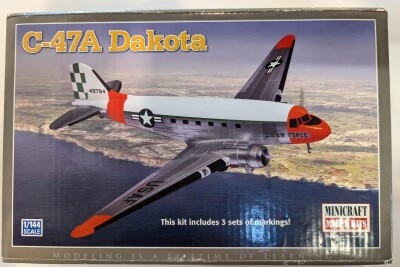 C-47A Dakota
49784
U.S. AIR FORCE
USAF
This kit includes 3 sets of markings!
1/144
SCALE
MINICRAFT
MODEL KITS
MODELING IS A LIFETIME OF LEARNING